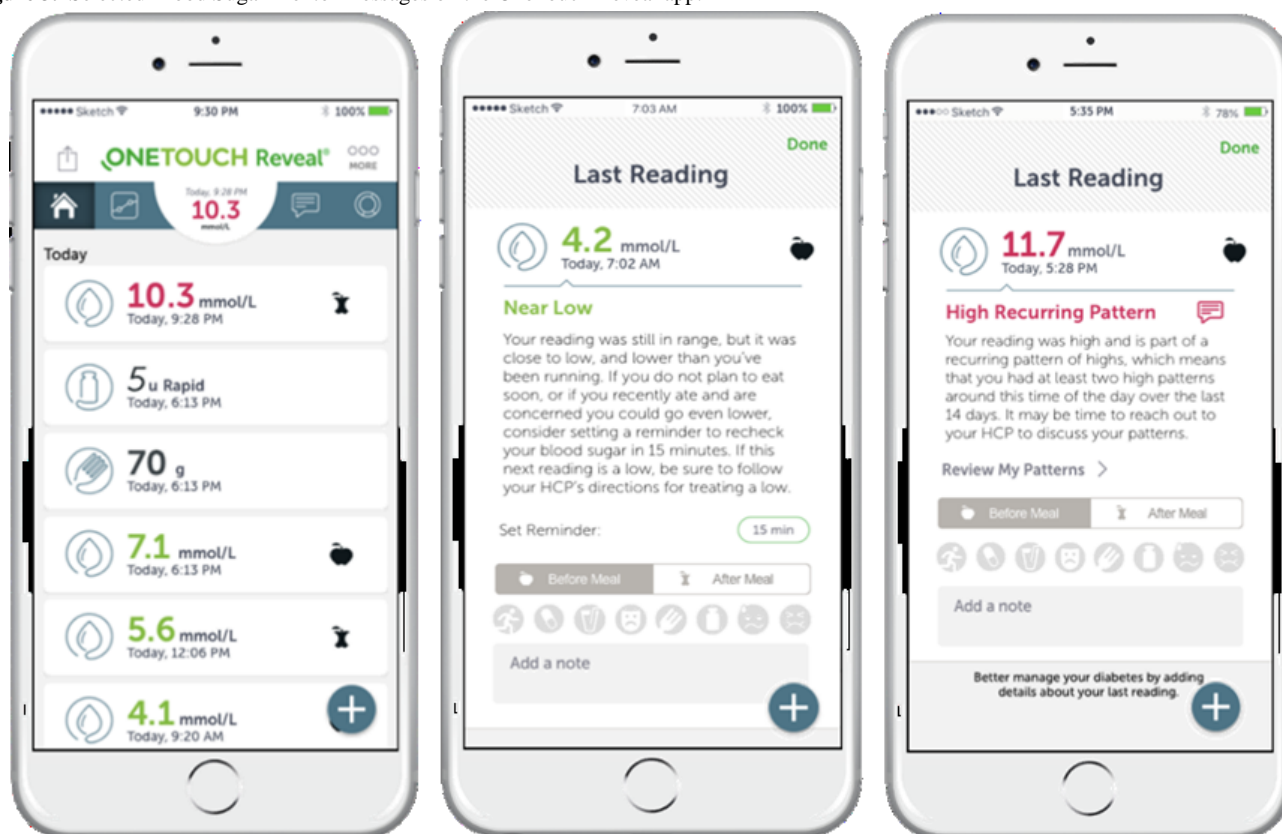 Sketch 9:30 PM 100%
ONETOUCH Reveal®
MORE
Today, 9:28 PM
10.3
mmol/L
Today
10.3 mmol/L
Today, 9:28 PM
5u Rapid
Today, 6:13 PM
70 g
Today, 6:13 PM
7.1 mmol/L
Today, 6:13 PM
5.6 mmol/L
Today, 12:06 PM
4.1 mmol/L
Today, 9:20 AM
Sketch 7:03 AM 100%
Done
Last Reading
4.2 mmol/L
Today, 7:02 AM
Near Low
Your reading was still in range, but it was
close to low, and lower than you've
been running. If you do not plan to eat
soon, or if you recently ate and are
concerned you could go even lower,
consider setting a reminder to recheck
your blood sugar in 15 minutes. If this
next reading is a low, be sure to follow
your HCP's directions for treating a low.
Set Reminder: 15 min
Before Meal After Meal
Add a note
Sketch 5:35 PM 78%
Done
Last Reading
11.7 mmol/L
Today, 5:28 PM
High Recurring Pattern
Your reading was high and is part of a
recurring pattern of highs, which means
that you had at least two high patterns
around this time of the day over the last
14 days. It may be time to reach out to
your HCP to discuss your patterns.
Review My Patterns >
Before Meal After Meal
Add a note
Better manage your diabetes by adding
details about your last reading.